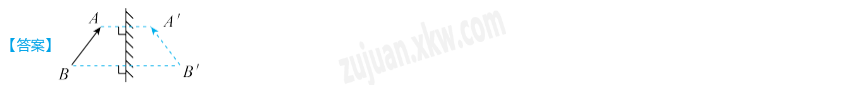 A A′
【答案】
B B′
zujuan.xkw.com